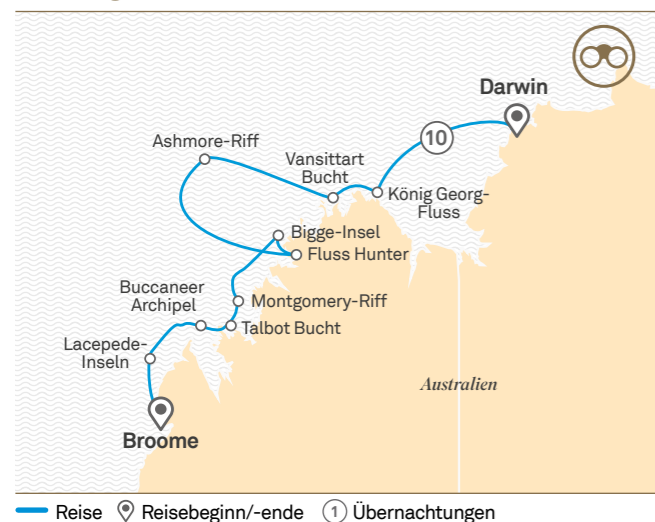 Darwin
10
Ashmore-Riff
Vansittart
Bucht
König Georg-
Fluss
Bigge-Insel
Fluss Hunter
Buccaneer
Archipel
Montgomery-Riff
Talbot Bucht
Lacepede-
Inseln
Australien
Broome
Reise
Reisebeginn/-ende
1
Übernachtungen